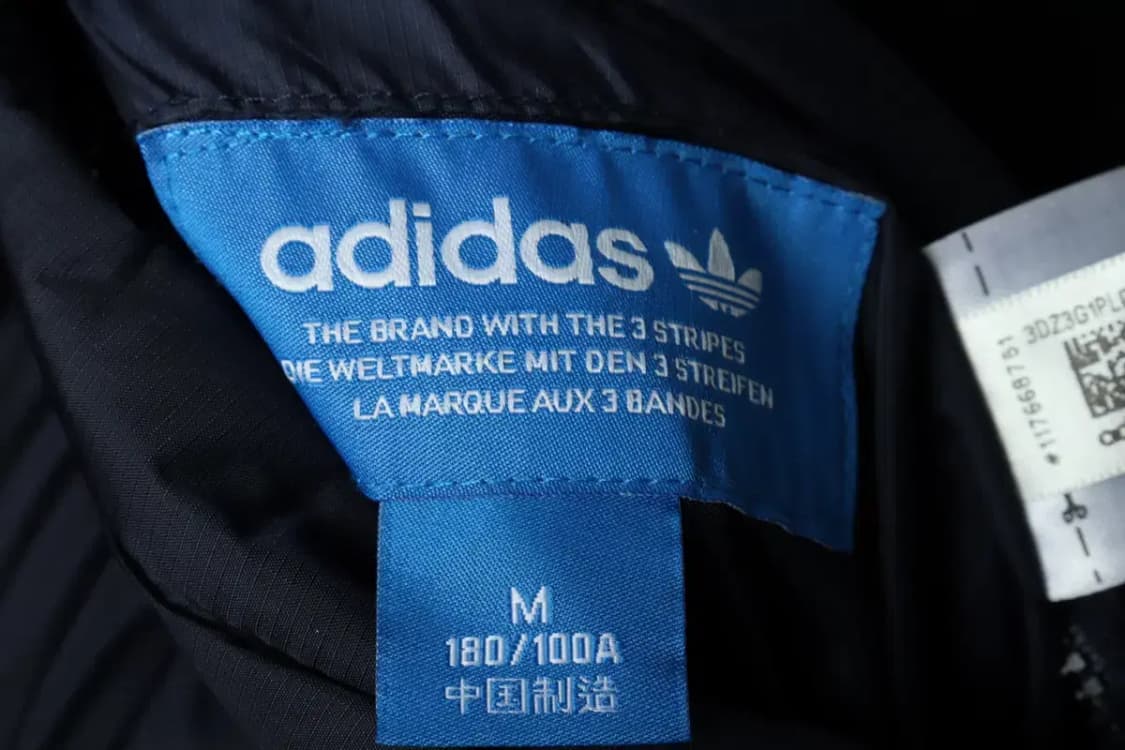 adidas
THE BRAND WITH THE 3 STRIPES
DIE WELTMARKE MIT DEN 3 STREIFEN
LA MARQUE AUX 3 BANDES
M
180/100A
中国制造
#117668751